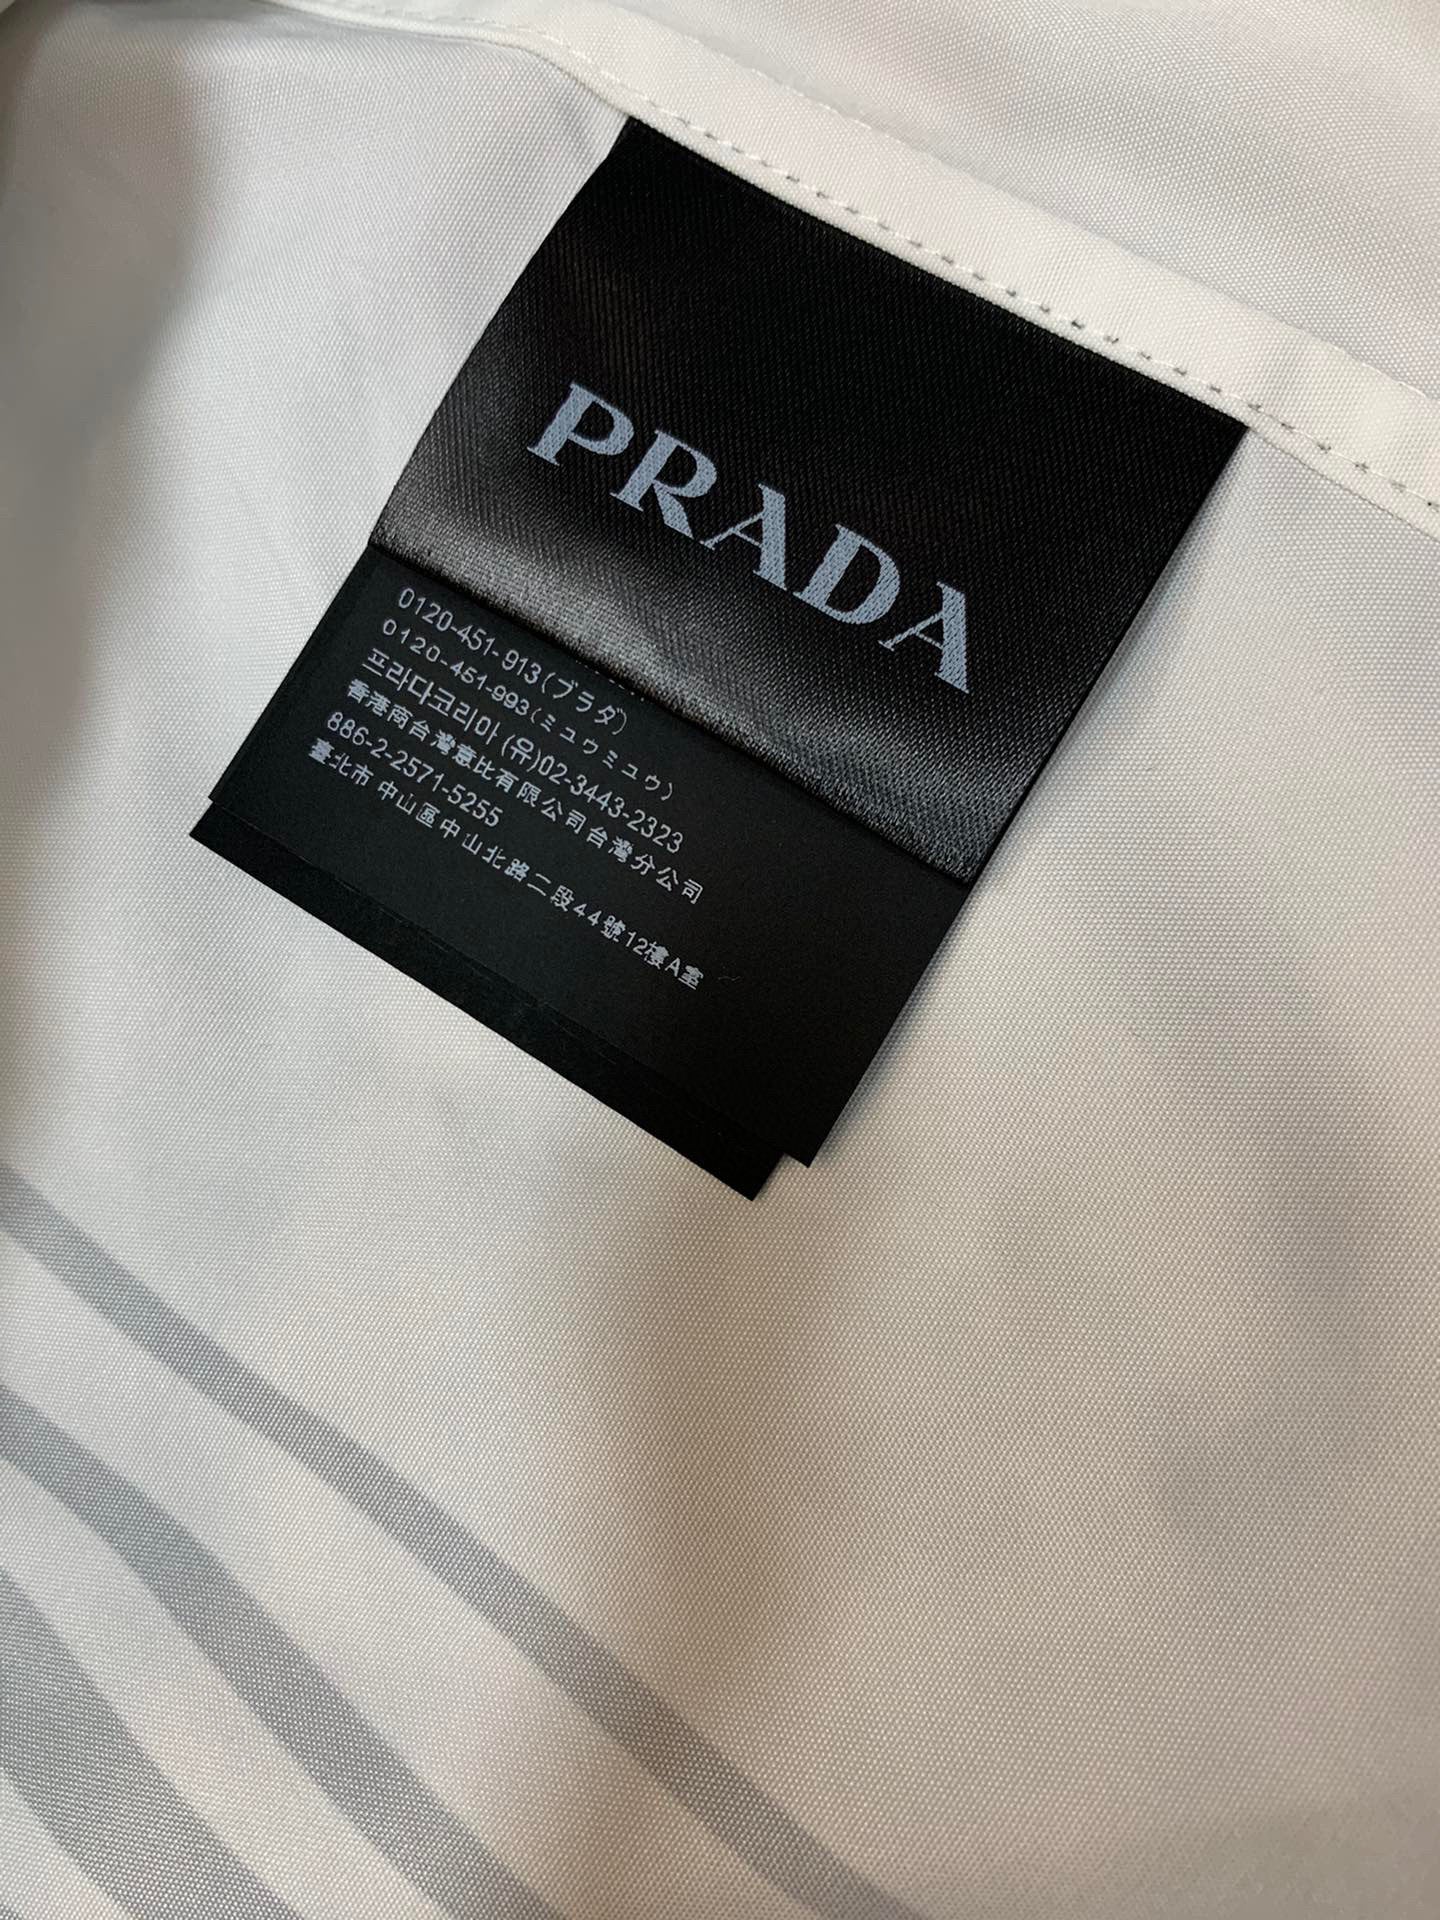 PRADA
0120-451-913(プラダ)
0120-451-993(ミュウミュウ)
프라다코리아(유)02-3443-2323
香港商台灣意比有限公司台灣分公司
886-2-2571-5255
臺北市 中山區中山北路二段44號12樓A室